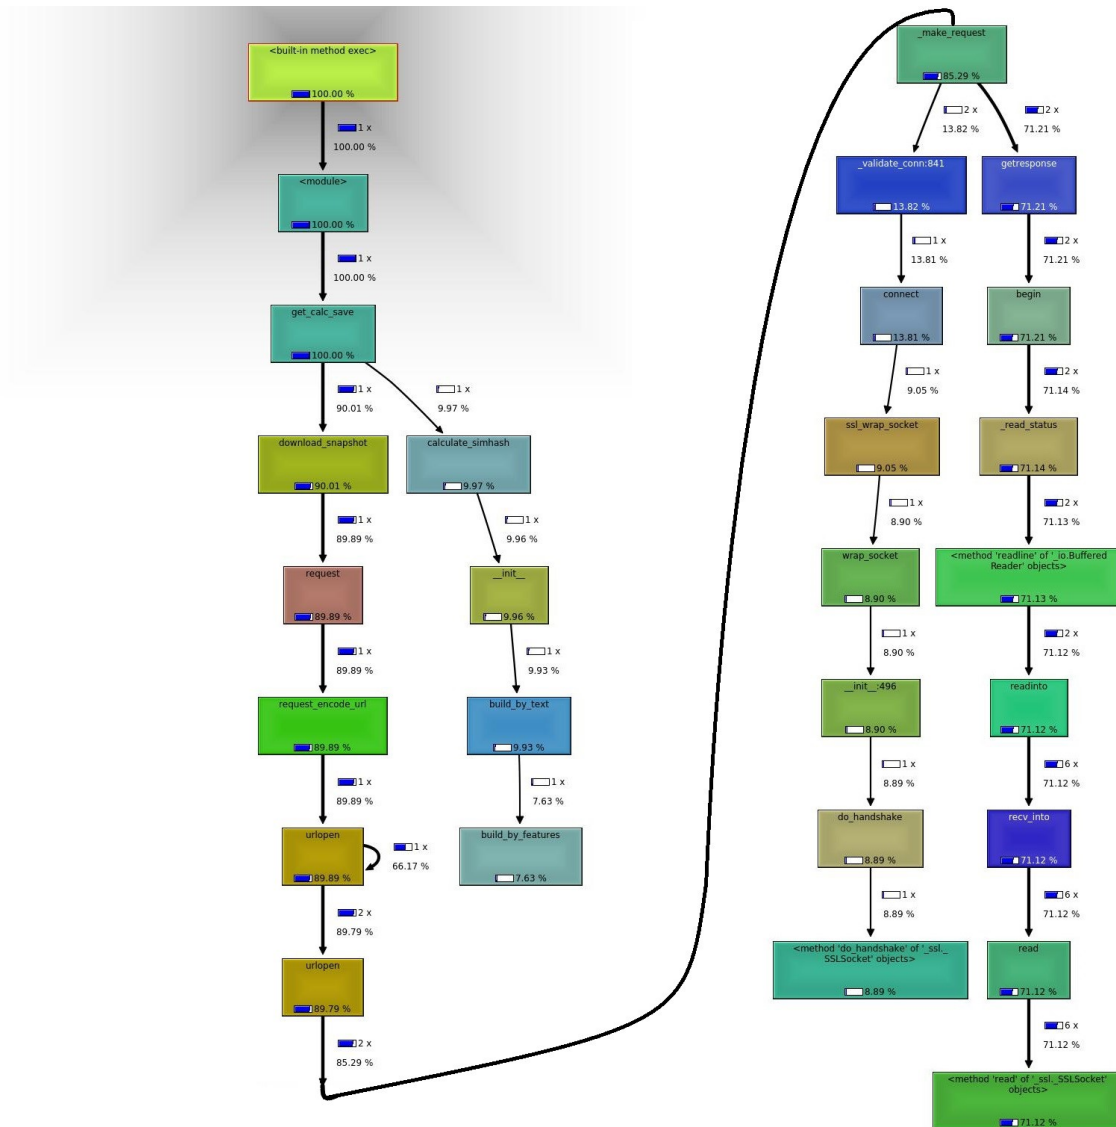 <built-in method exec>
100.00 %
1 x
100.00 %
<module>
100.00 %
1 x
100.00 %
get_calc_save
100.00 %
1 x
90.01 %
1 x
9.97 %
download_snapshot
90.01 %
calculate_simhash
9.97 %
1 x
89.89 %
1 x
9.96 %
request
89.89 %
__init__
9.96 %
1 x
89.89 %
1 x
9.93 %
request_encode_url
89.89 %
build_by_text
9.93 %
1 x
89.89 %
1 x
7.63 %
urlopen
89.89 %
1 x
66.17 %
build_by_features
7.63 %
2 x
89.79 %
urlopen
89.79 %
2 x
85.29 %
_make_request
85.29 %
2 x
13.82 %
2 x
71.21 %
_validate_conn:841
13.82 %
getresponse
71.21 %
1 x
13.81 %
2 x
71.21 %
connect
13.81 %
begin
71.21 %
1 x
9.05 %
2 x
71.14 %
ssl_wrap_socket
9.05 %
_read_status
71.14 %
1 x
8.90 %
2 x
71.13 %
wrap_socket
8.90 %
<method 'readline' of '_io.Buffered
Reader' objects>
71.13 %
1 x
8.90 %
2 x
71.12 %
__init__:496
8.90 %
readinto
71.12 %
1 x
8.89 %
6 x
71.12 %
do_handshake
8.89 %
recv_into
71.12 %
1 x
8.89 %
6 x
71.12 %
<method 'do_handshake' of '_ssl._
SSLSocket' objects>
8.89 %
read
71.12 %
6 x
71.12 %
<method 'read' of '_ssl._SSLSocket'
objects>
71.12 %